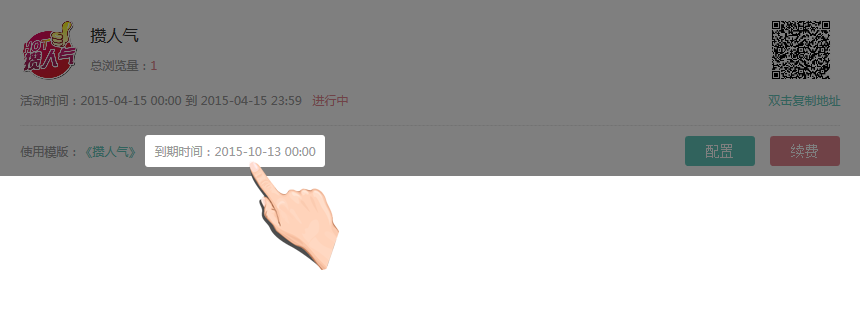 攒人气
HOT
攒人气
总浏览量：1
活动时间：2015-04-15 00:00 到 2015-04-15 23:59 进行中
双击复制地址
使用模版：《攒人气》
到期时间：2015-10-13 00:00
配置
续费